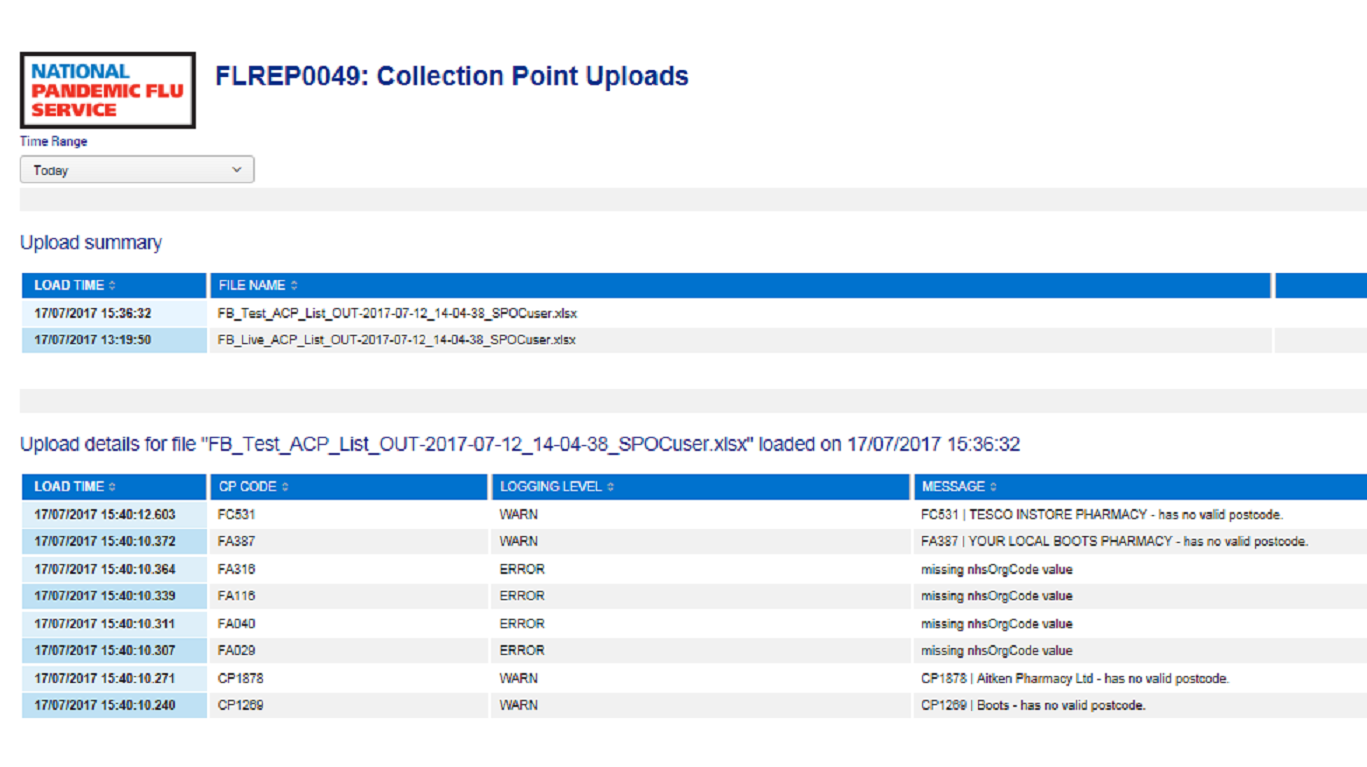 NATIONAL
PANDEMIC FLU
SERVICE
FLREP0049: Collection Point Uploads
Time Range
Today
Upload summary
LOAD TIME FILE NAME
17/07/2017 15:36:32 FB_Test_ACP_List_OUT-2017-07-12_14-04-38_SPOCuser.xlsx
17/07/2017 13:19:50 FB_Live_ACP_List_OUT-2017-07-12_14-04-38_SPOCuser.xlsx
Upload details for file "FB_Test_ACP_List_OUT-2017-07-12_14-04-38_SPOCuser.xlsx" loaded on 17/07/2017 15:36:32
LOAD TIME CP CODE LOGGING LEVEL MESSAGE
17/07/2017 15:40:12.603 FC531 WARN FC531 | TESCO INSTORE PHARMACY - has no valid postcode.
17/07/2017 15:40:10.372 FA387 WARN FA387 | YOUR LOCAL BOOTS PHARMACY - has no valid postcode.
17/07/2017 15:40:10.364 FA316 ERROR missing nhsOrgCode value
17/07/2017 15:40:10.339 FA116 ERROR missing nhsOrgCode value
17/07/2017 15:40:10.311 FA040 ERROR missing nhsOrgCode value
17/07/2017 15:40:10.307 FA029 ERROR missing nhsOrgCode value
17/07/2017 15:40:10.271 CP1878 WARN CP1878 | Aitken Pharmacy Ltd - has no valid postcode.
17/07/2017 15:40:10.240 CP1269 WARN CP1269 | Boots - has no valid postcode.